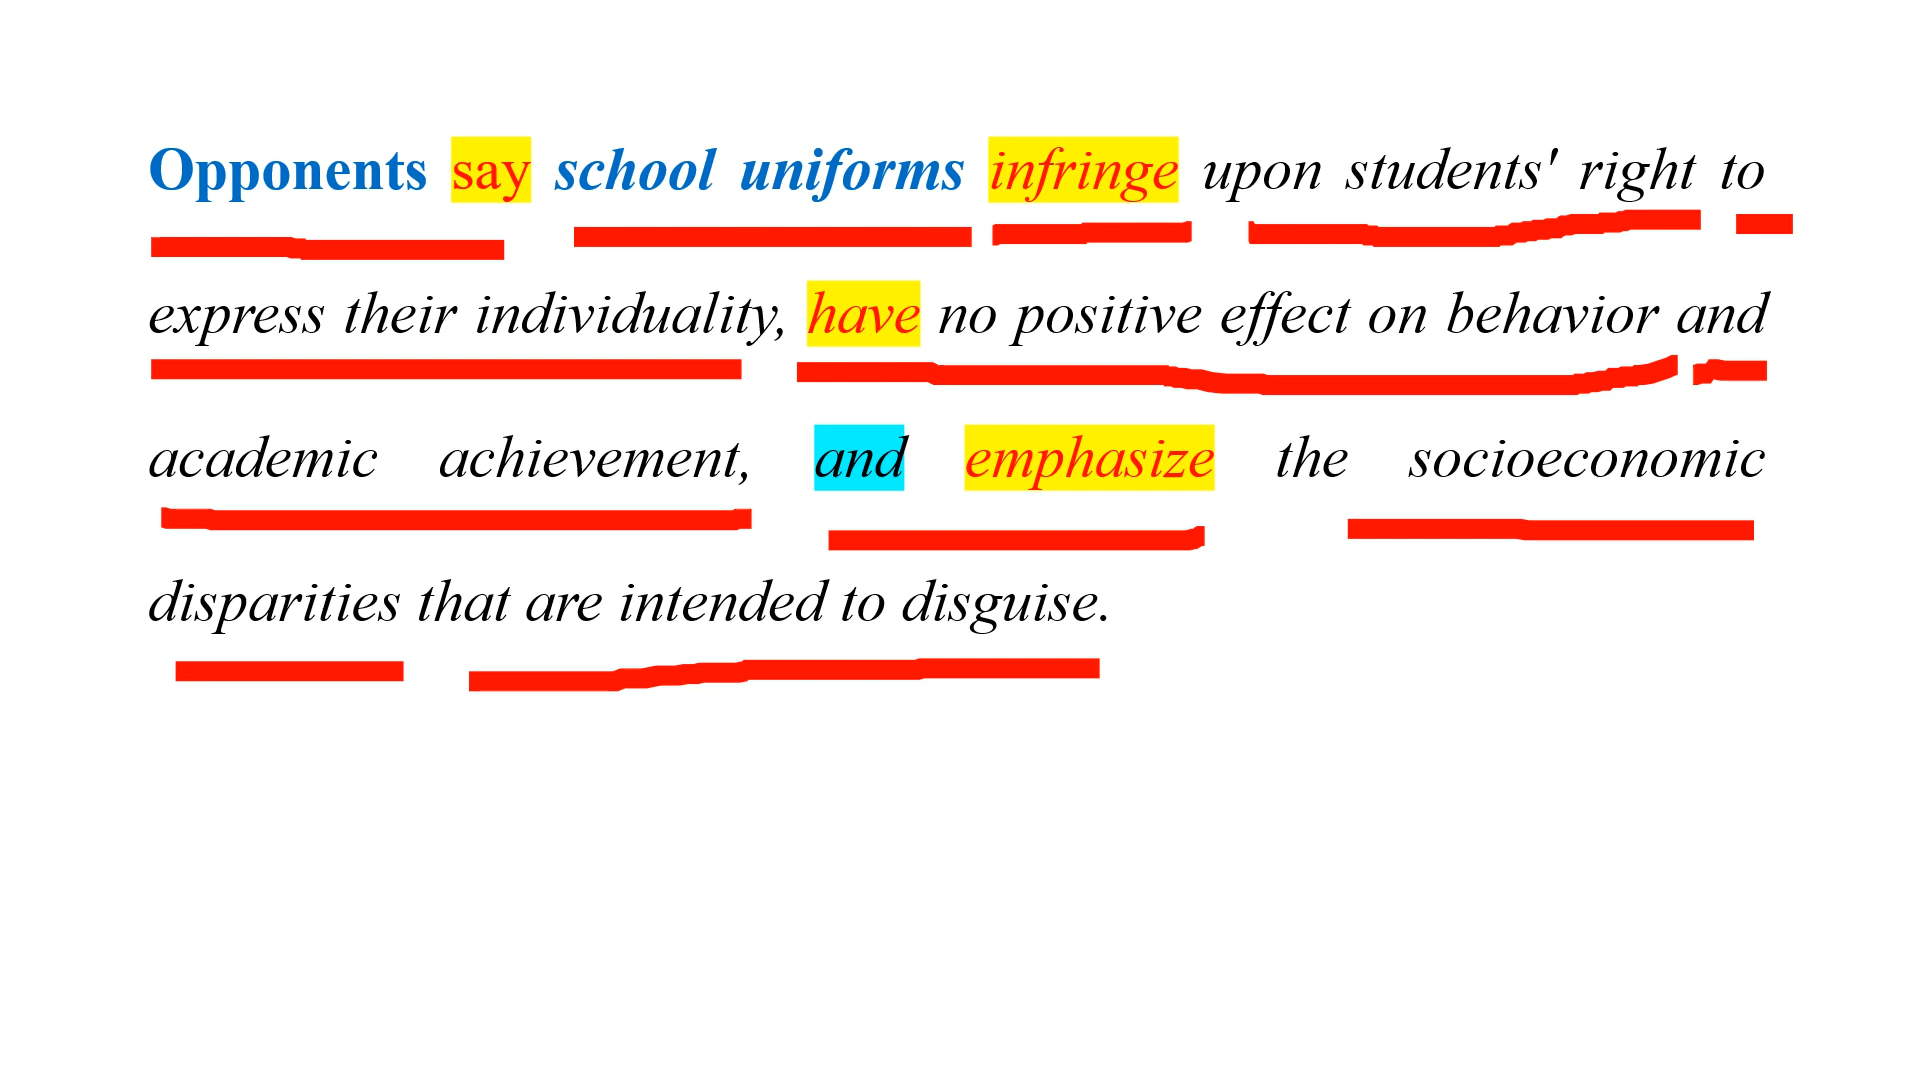 Opponents say school uniforms infringe upon students' right to
express their individuality, have no positive effect on behavior and
academic achievement, and emphasize the socioeconomic
disparities that are intended to disguise.